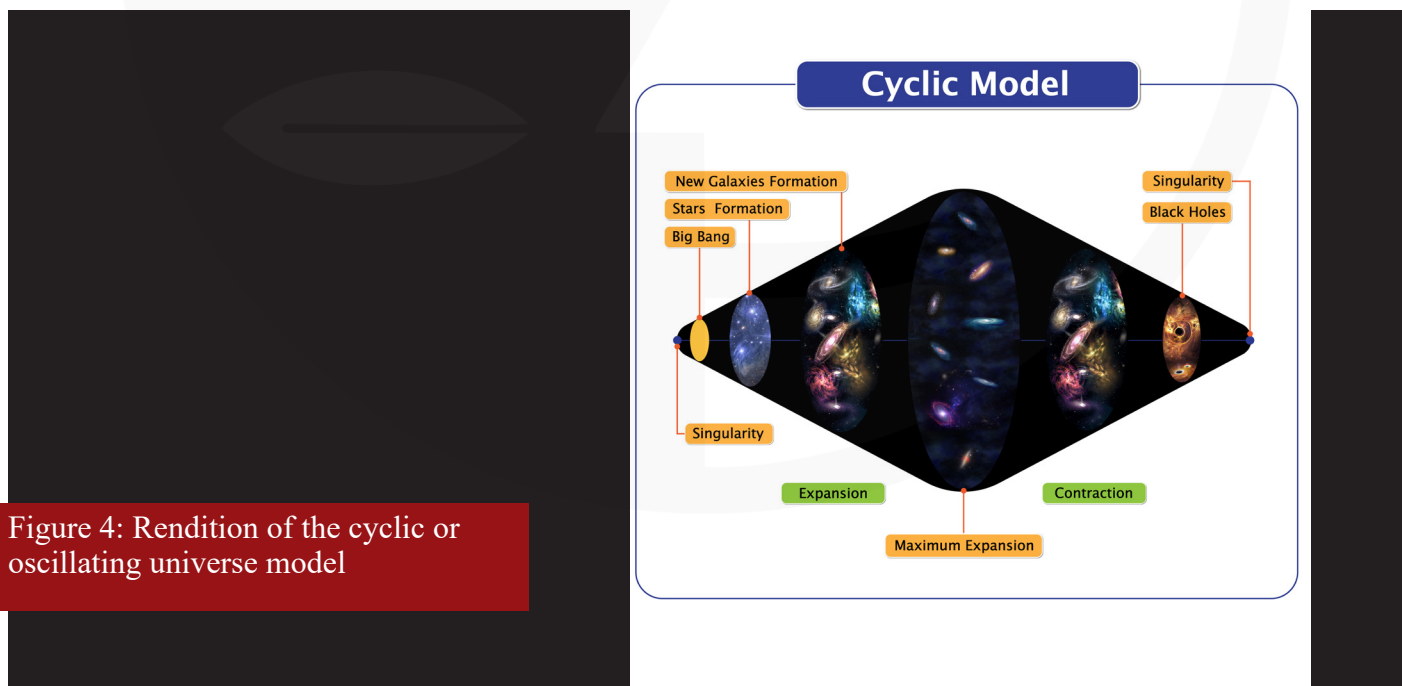 Cyclic Model
New Galaxies Formation
Stars Formation
Big Bang
Singularity
Black Holes
Singularity
Expansion
Contraction
Maximum Expansion
Figure 4: Rendition of the cyclic or
oscillating universe model